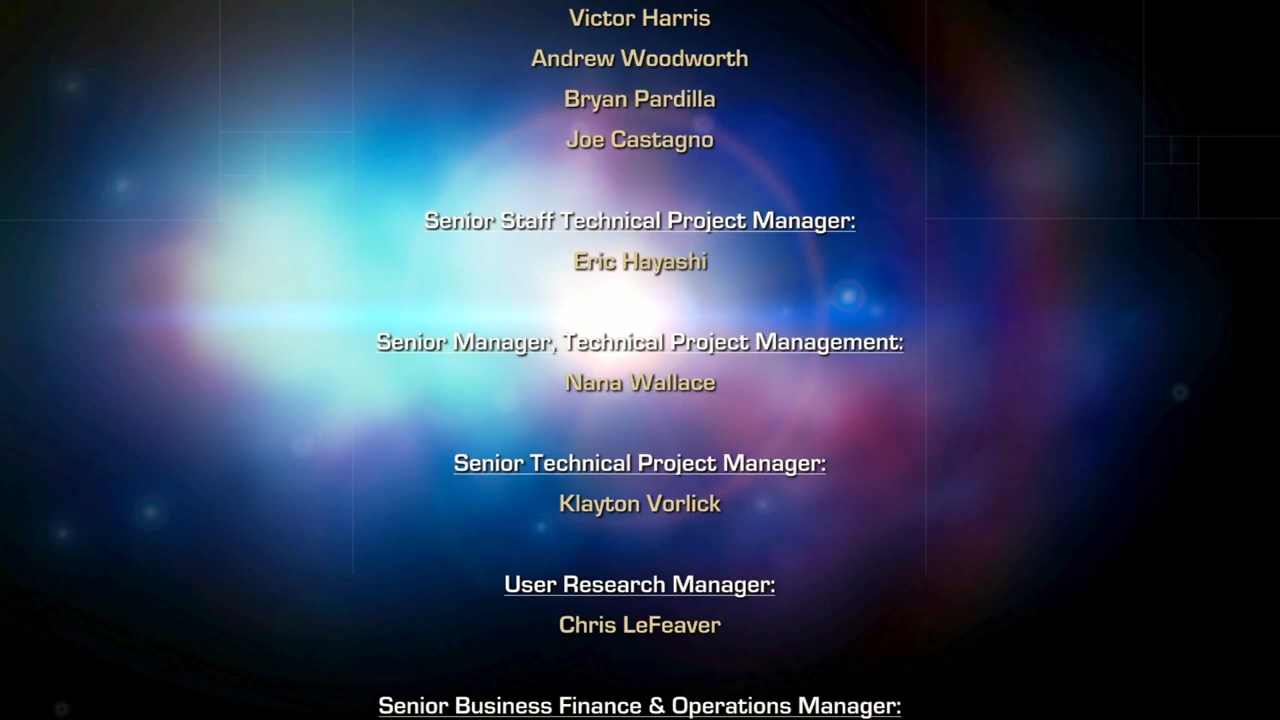 Victor Harris
Andrew Woodworth
Bryan Pardilla
Joe Castagno
Senior Staff Technical Project Manager:
Eric Hayashi
Senior Manager, Technical Project Management:
Nana Wallace
Senior Technical Project Manager:
Klayton Vorlick
User Research Manager:
Chris LeFeaver
Senior Business Finance & Operations Manager: